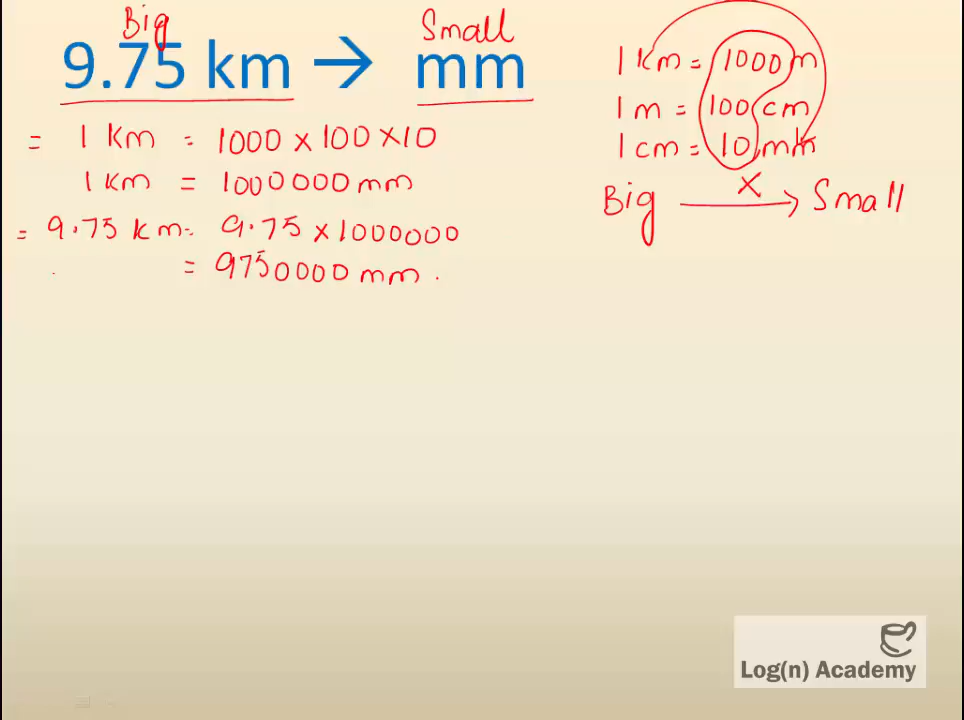 Big
Small
9.75 km → mm
= 1 Km = 1000 × 100 × 10
1 Km = 1000000 mm
= 9.75 km = 9.75 × 1000000
= 9750000 mm.
1 Km = 1000 m
1 m = 100 cm
1 cm = 10 mm
Big × → Small
Log(n) Academy